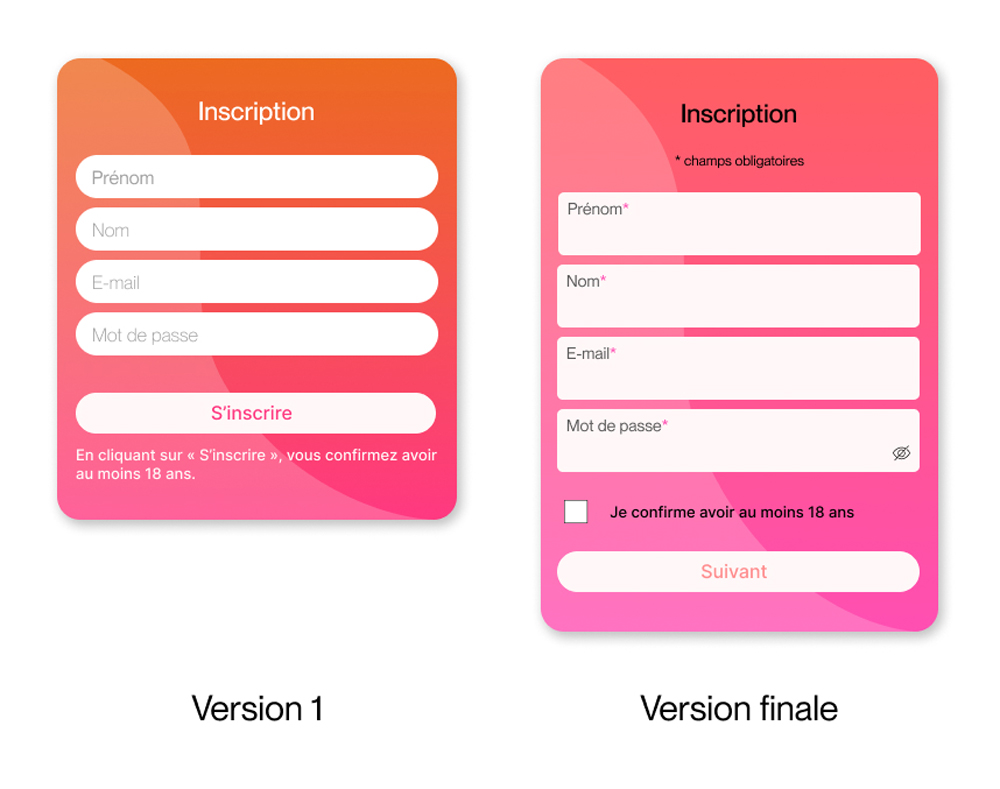 Inscription
Prénom
Nom
E-mail
Mot de passe
S'inscrire
En cliquant sur « S'inscrire », vous confirmez avoir
au moins 18 ans.
Version 1
Inscription
* champs obligatoires
Prénom*
Nom*
E-mail*
Mot de passe*
Je confirme avoir au moins 18 ans
Suivant
Version finale